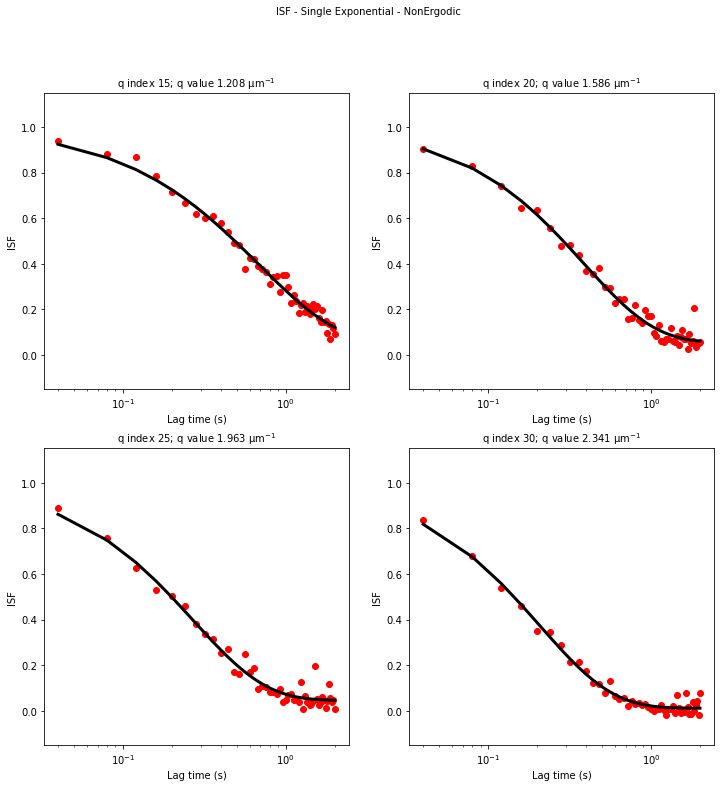 ISF - Single Exponential - NonErgodic
q index 15; q value 1.208 μm⁻¹
q index 20; q value 1.586 μm⁻¹
ISF
1.0
0.8
0.6
0.4
0.2
0.0
10⁻¹
10⁰
Lag time (s)
ISF
1.0
0.8
0.6
0.4
0.2
0.0
10⁻¹
10⁰
Lag time (s)
q index 25; q value 1.963 μm⁻¹
q index 30; q value 2.341 μm⁻¹
ISF
1.0
0.8
0.6
0.4
0.2
0.0
10⁻¹
10⁰
Lag time (s)
ISF
1.0
0.8
0.6
0.4
0.2
0.0
10⁻¹
10⁰
Lag time (s)